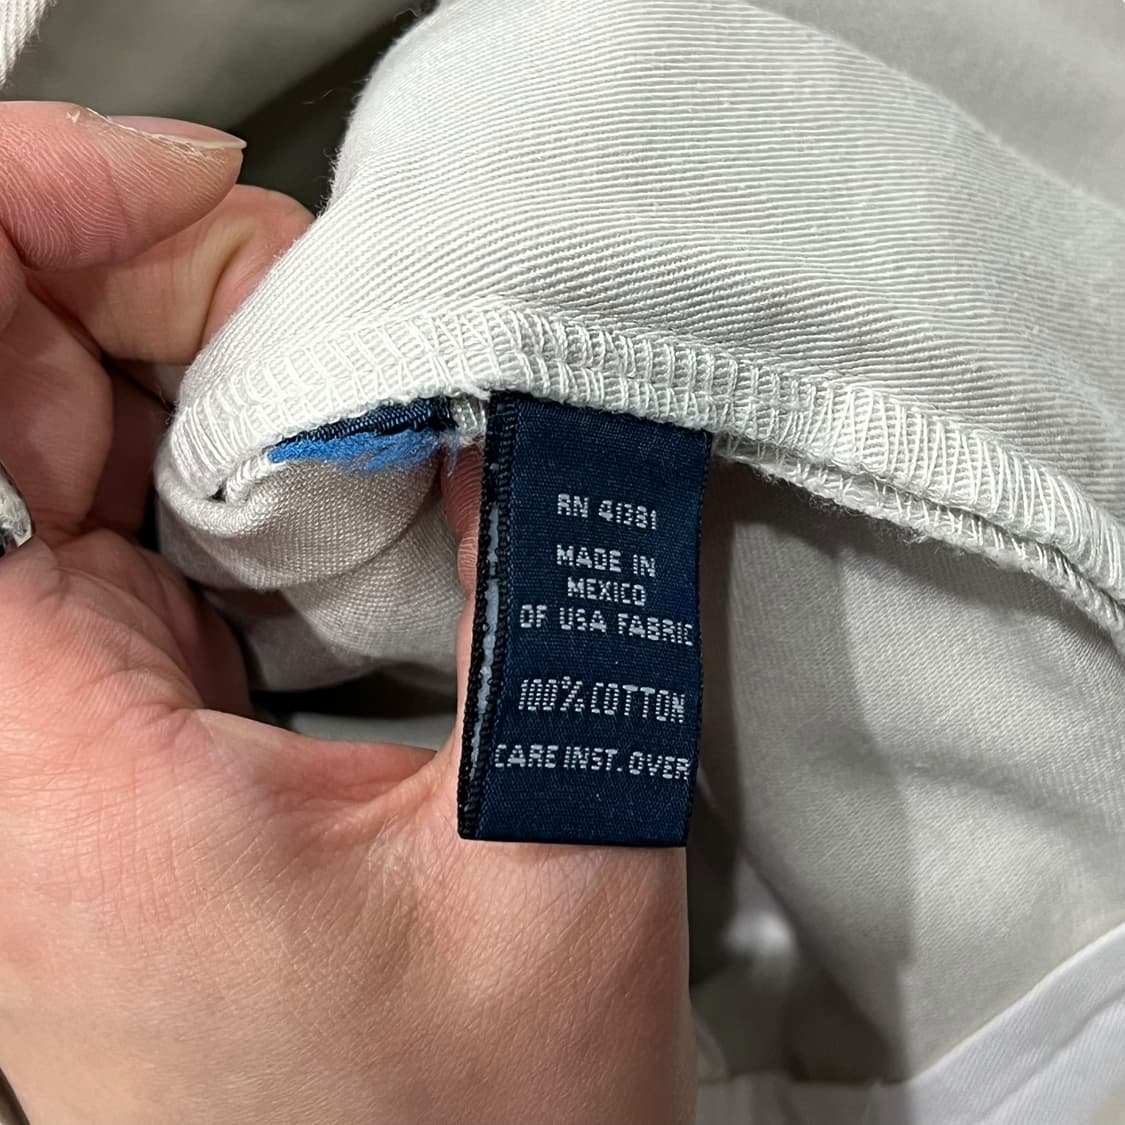 RN 41381
MADE IN
MEXICO
OF USA FABRIC
100% COTTON
CARE INST. OVER